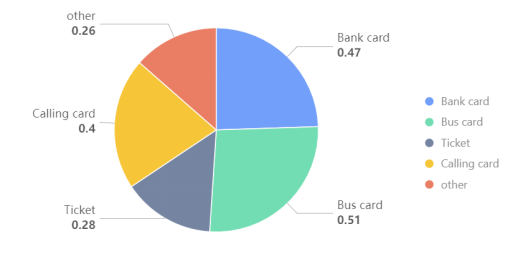 other
0.26
Bank card
0.47
Calling card
0.4
Ticket
0.28
Bus card
0.51
Bank card
Bus card
Ticket
Calling card
other